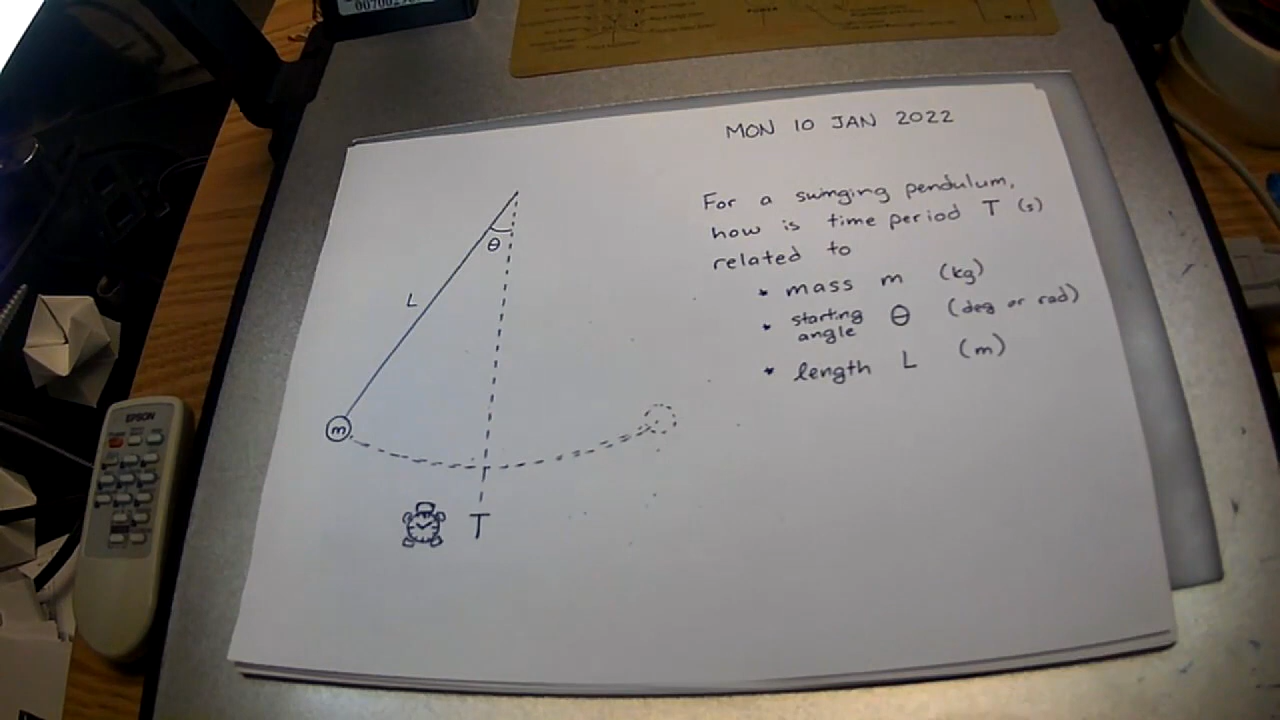 MON 10 JAN 2022
For a swinging pendulum,
how is time period T (s)
related to
* mass m (kg)
* starting angle θ (deg or rad)
* length L (m)
θ
L
m
T
EPSON
POWER